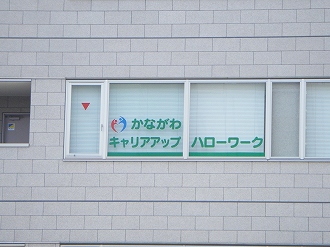 かながわ
キャリアアップ ハローワーク